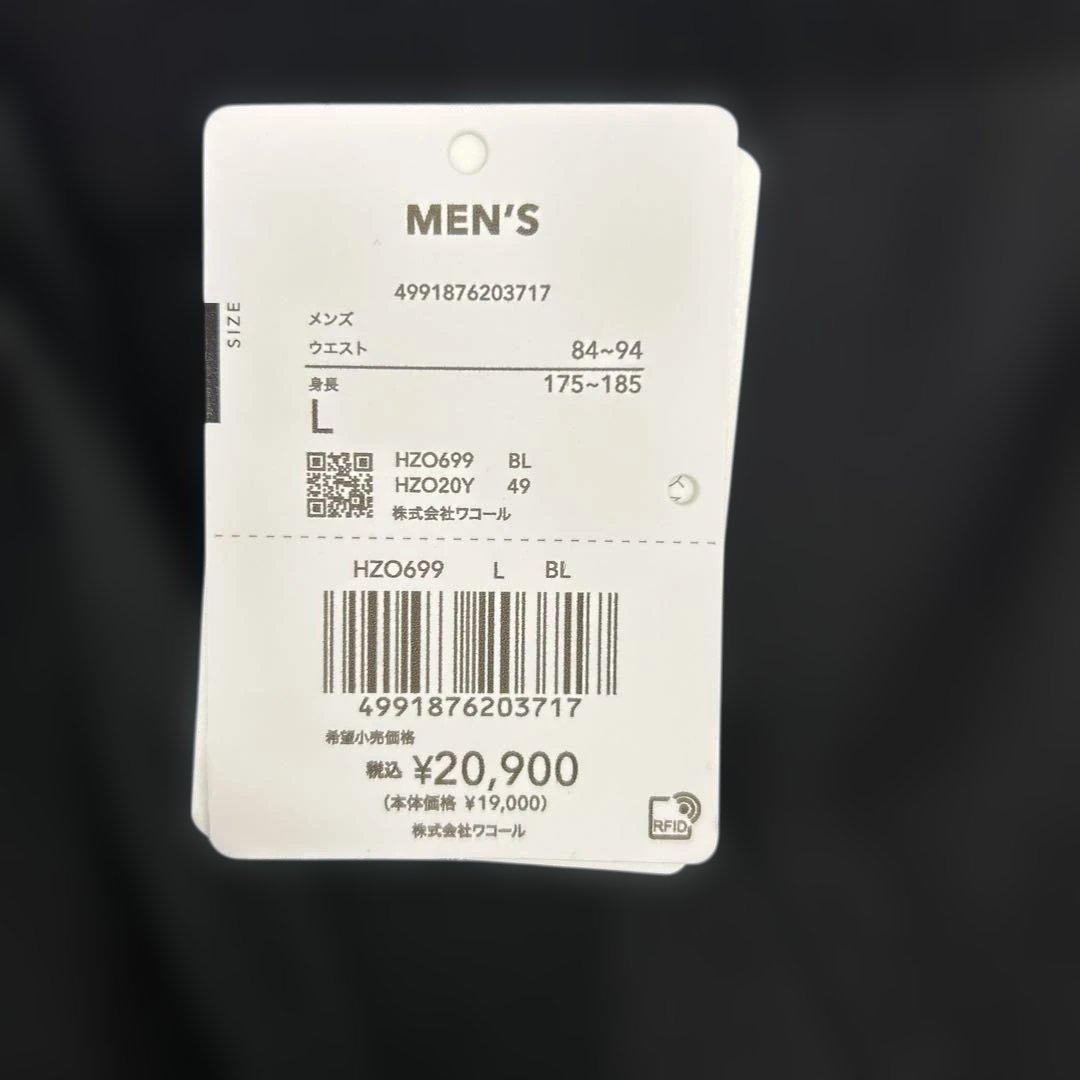 MEN'S
4991876203717
SIZE
メンズ
ウエスト 84~94
身長 175~185
L
HZO699 BL
HZO20Y 49
株式会社ワコール
HZO699 L BL
4991876203717
希望小売価格
税込 ¥20,900
(本体価格 ¥19,000)
株式会社ワコール
RFID